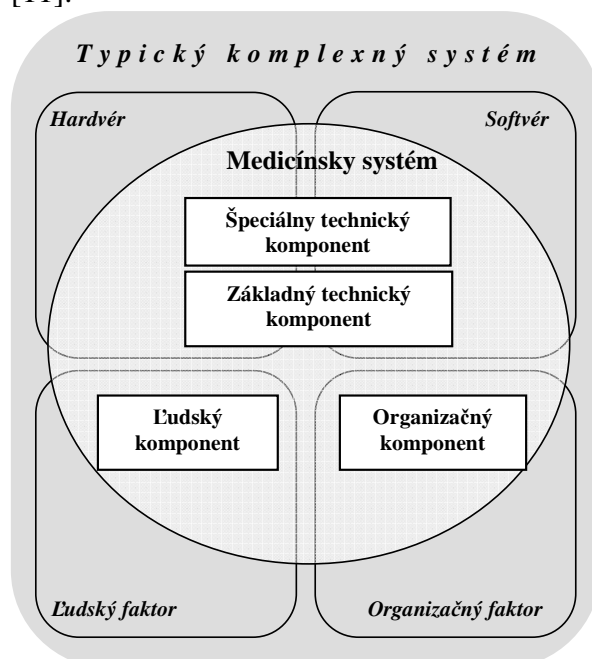 [11].
Typický komplexný systém
Hardvér
Softvér
Medicínsky systém
Špeciálny technický
komponent
Základný technický
komponent
Ľudský
komponent
Organizačný
komponent
Ľudský faktor
Organizačný faktor